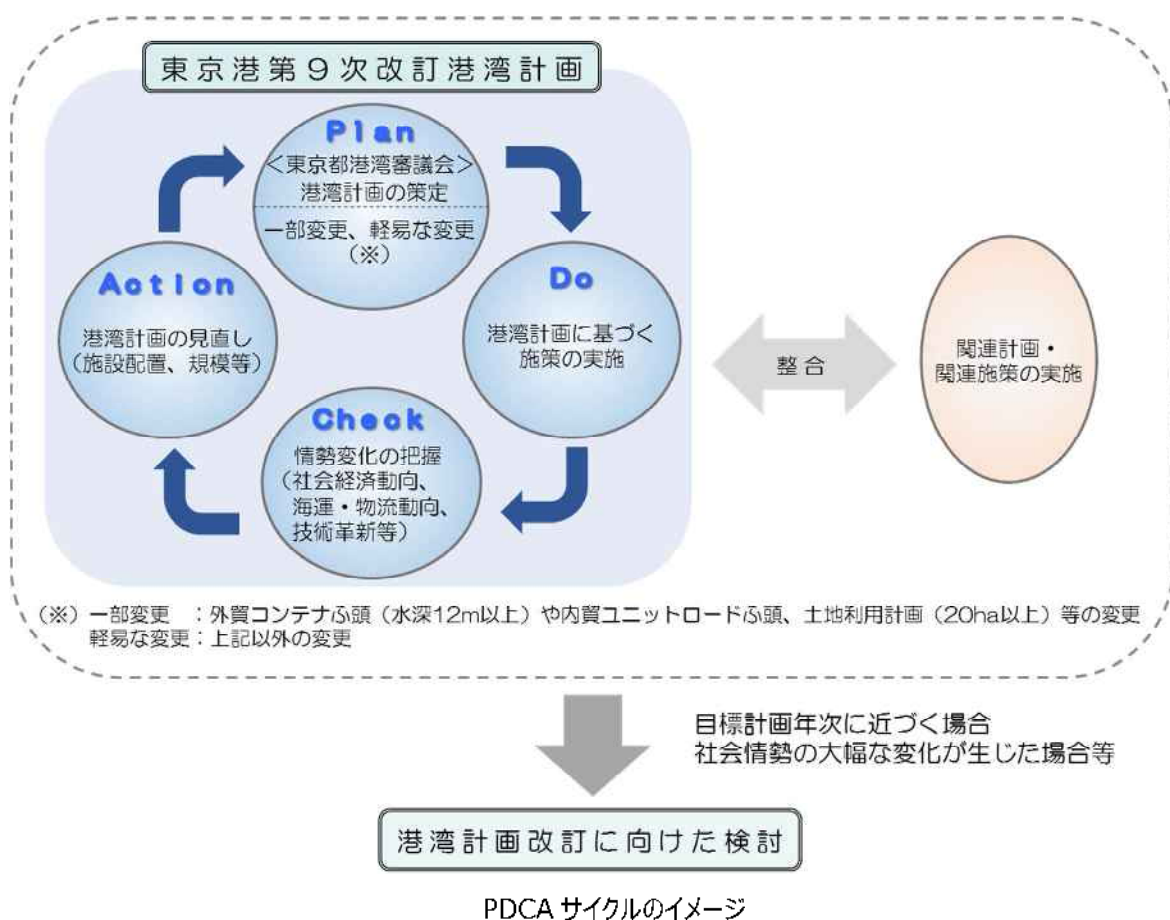 東京港第9次改訂港湾計画
Plan
<東京都港湾審議会>
港湾計画の策定
一部変更、軽易な変更
(※)
Do
港湾計画に基づく
施策の実施
Check
情勢変化の把握
(社会経済動向、
海運・物流動向、
技術革新等)
Action
港湾計画の見直し
(施設配置、規模等)
整合
関連計画・
関連施策の実施
(※)一部変更 :外貿コンテナふ頭(水深12m以上)や内貿ユニットロードふ頭、土地利用計画(20ha以上)等の変更
軽易な変更:上記以外の変更
目標計画年次に近づく場合
社会情勢の大幅な変化が生じた場合等
港湾計画改訂に向けた検討
PDCA サイクルのイメージ